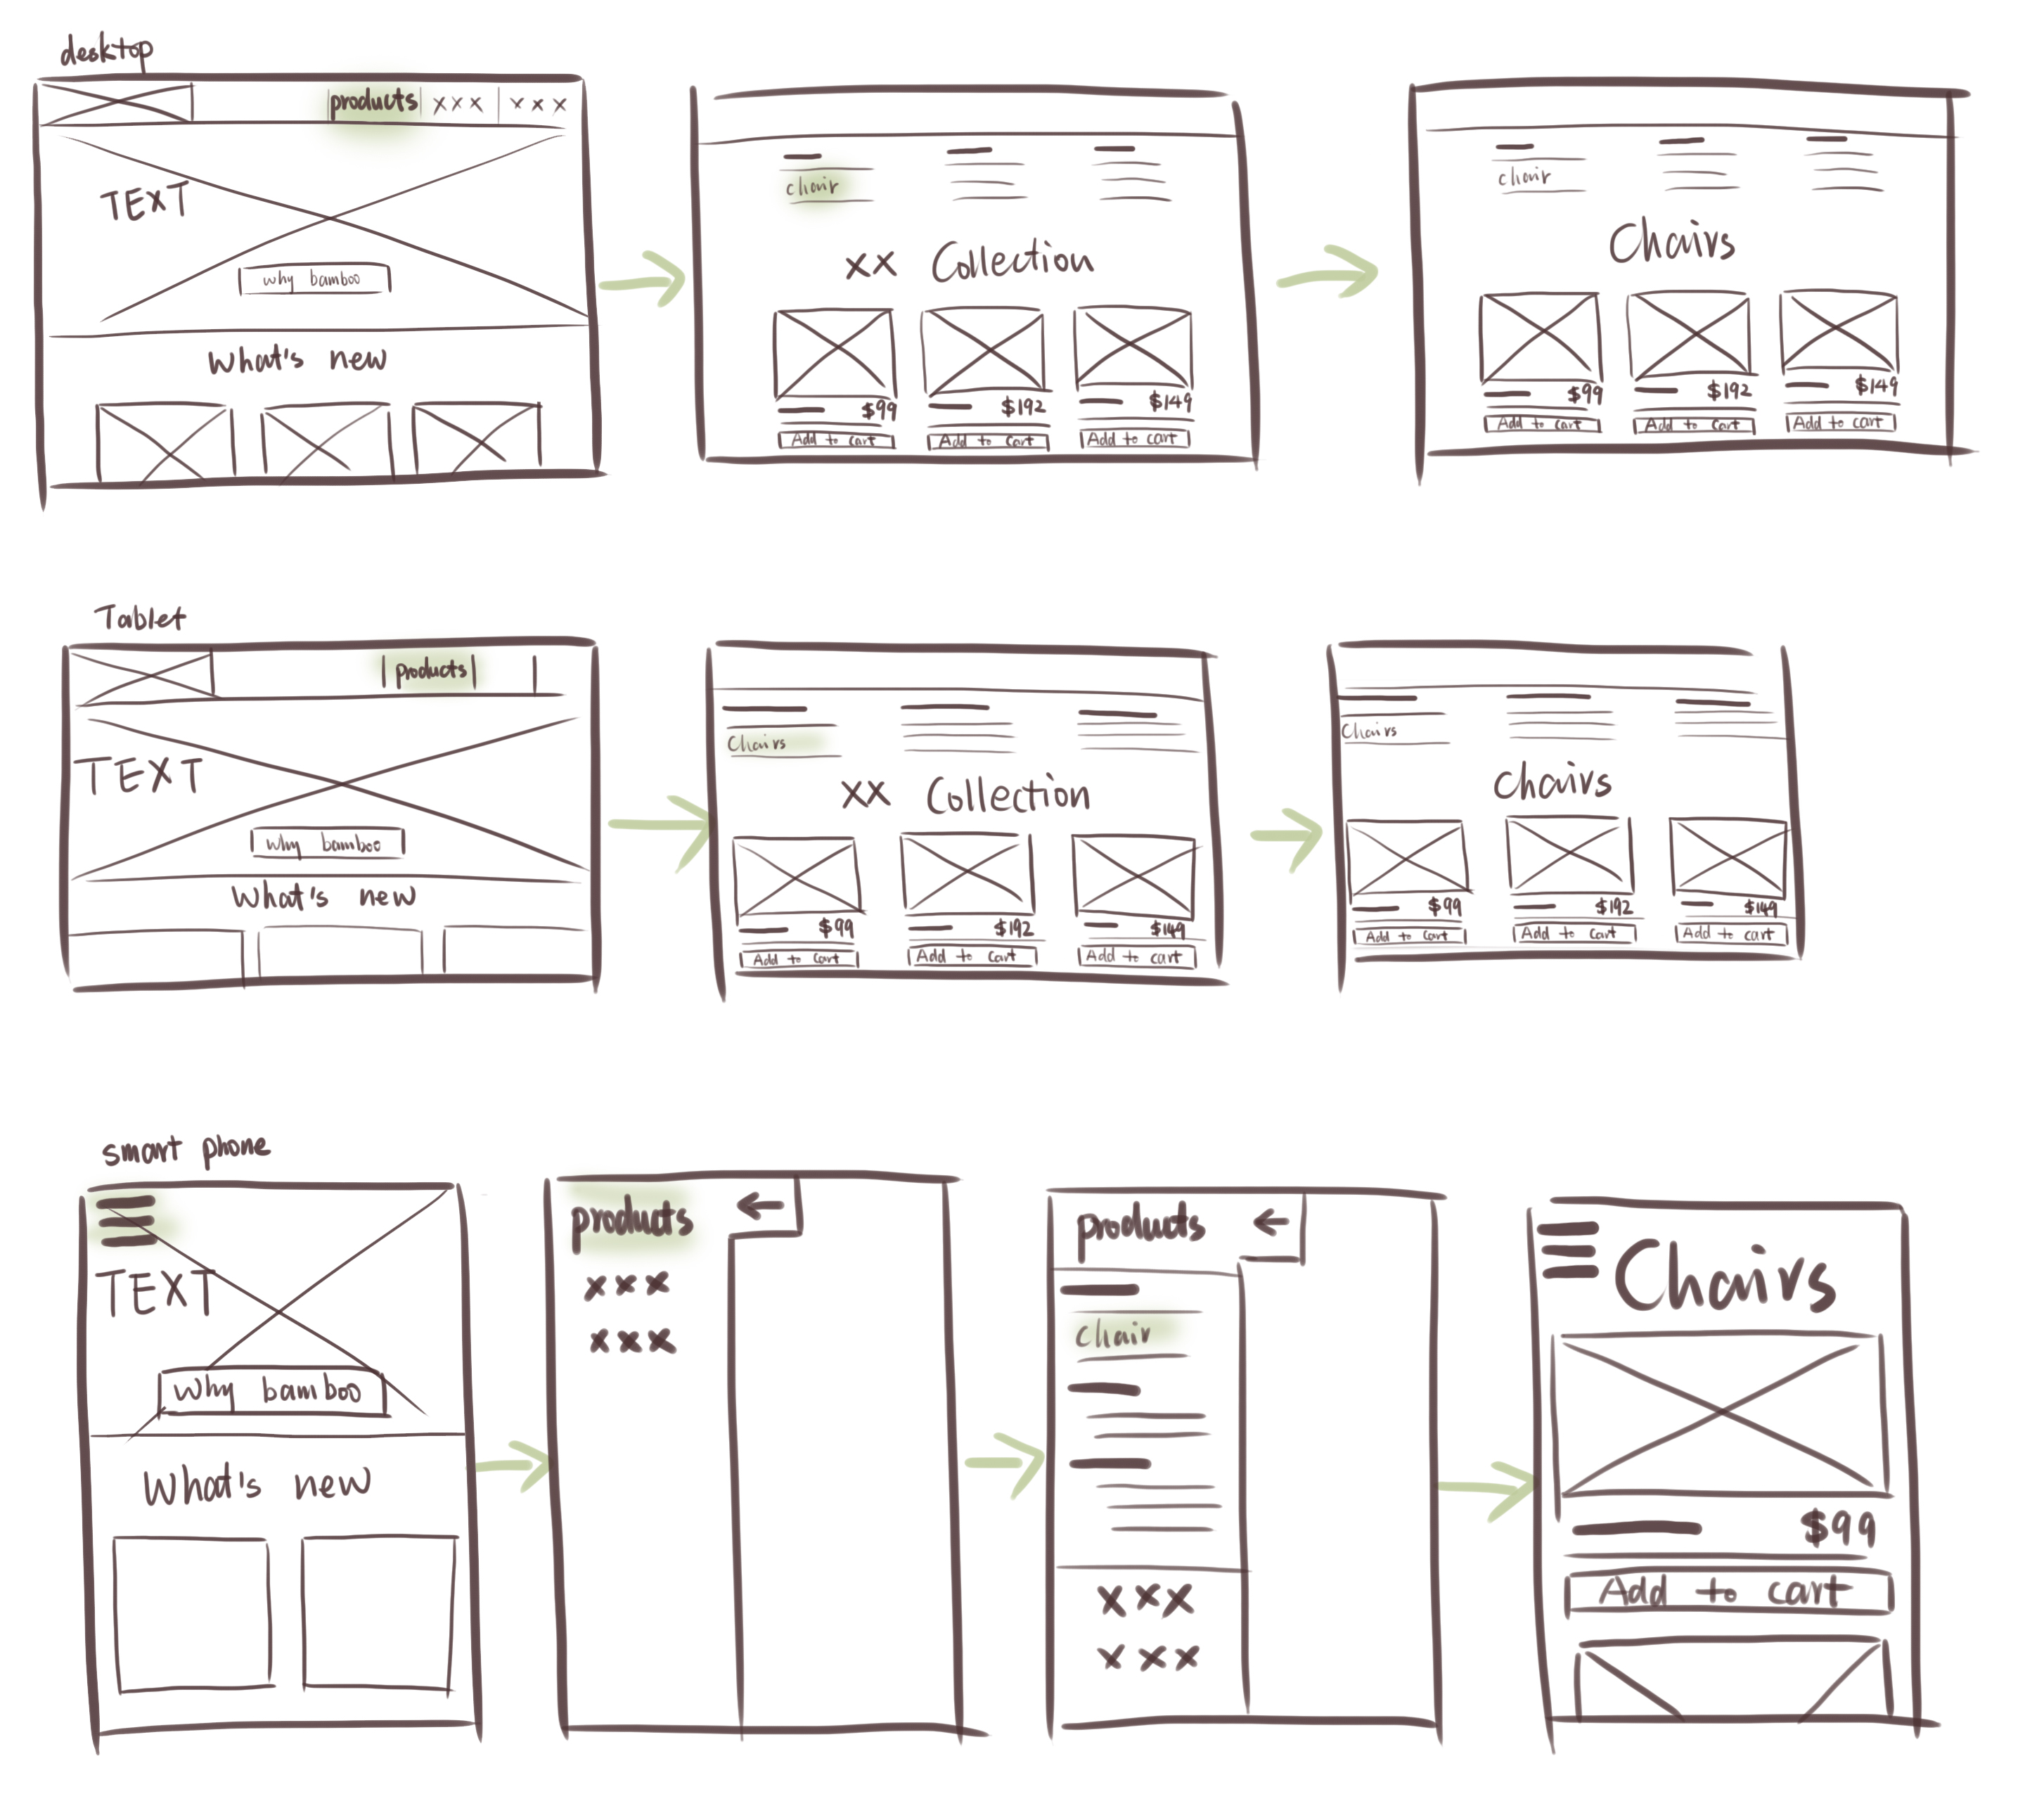 desktop
products xxx xxx
TEXT
why bamboo
what's new
chair
xx Collection
$99 $192 $149
Add to cart Add to cart Add to cart
chair
Chairs
$99 $192 $149
Add to cart Add to cart Add to cart
Tablet
products
TEXT
why bamboo
what's new
Chairs
xx Collection
$99 $192 $149
Add to cart Add to cart Add to cart
Chairs
Chairs
$99 $192 $149
Add to cart Add to cart Add to cart
smart phone
TEXT
why bamboo
What's new
products ←
xxx
xxx
products ←
chair
xxx
xxx
Chairs
$99
Add to cart